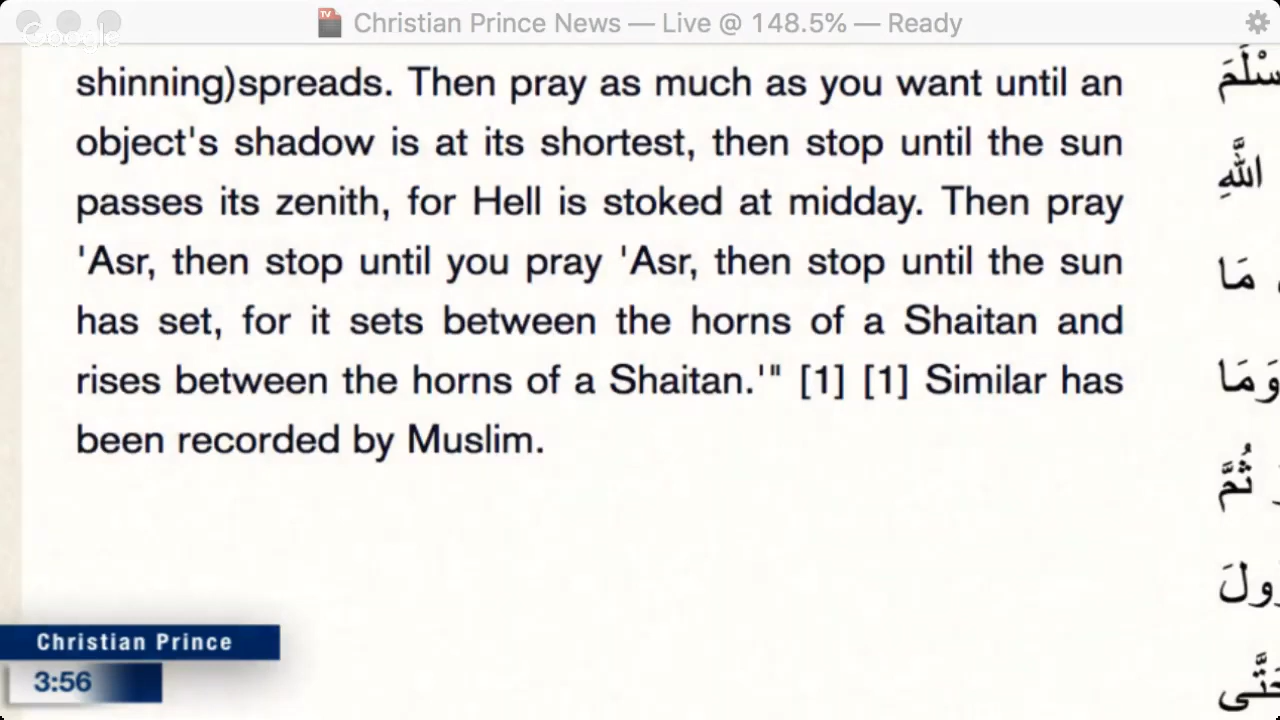 TV Christian Prince News — Live @ 148.5% — Ready
Google
shinning)spreads. Then pray as much as you want until an
object's shadow is at its shortest, then stop until the sun
passes its zenith, for Hell is stoked at midday. Then pray
'Asr, then stop until you pray 'Asr, then stop until the sun
has set, for it sets between the horns of a Shaitan and
rises between the horns of a Shaitan.'" [1] [1] Similar has
been recorded by Muslim.
اللَّهِ
مَا
وَمَا
ثُمَّ
Christian Prince
3:56